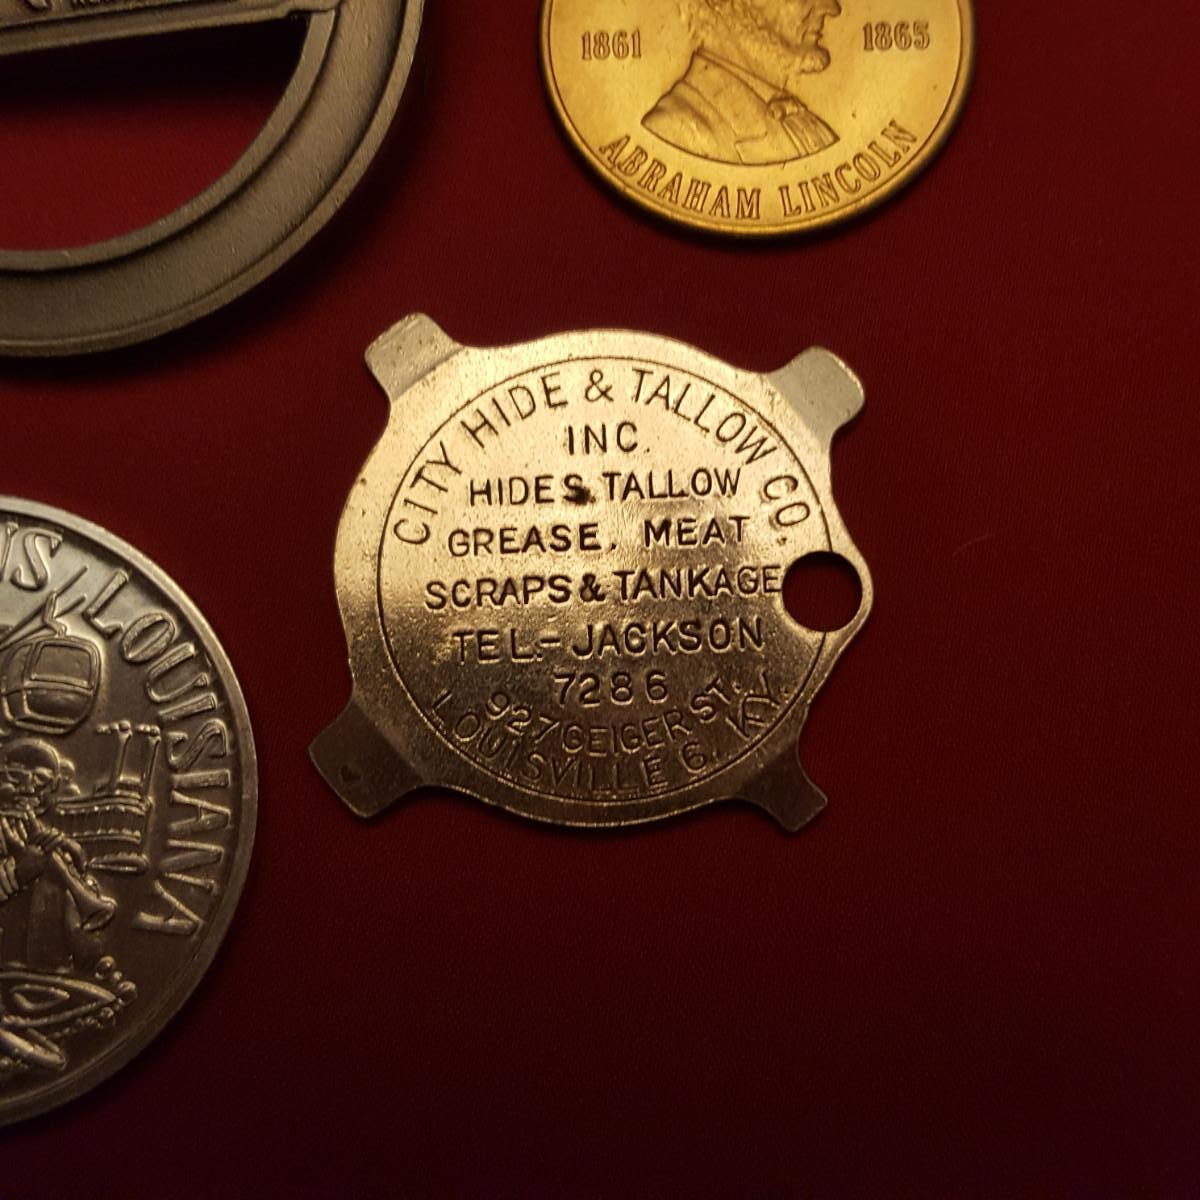 1861
1865
ABRAHAM LINCOLN
CITY HIDE & TALLOW CO.
INC.
HIDES, TALLOW
GREASE, MEAT
SCRAPS & TANKAGE
TEL.- JACKSON
7286
927 GEIGER ST.
LOUISVILLE 6, KY.
LOUISIANA